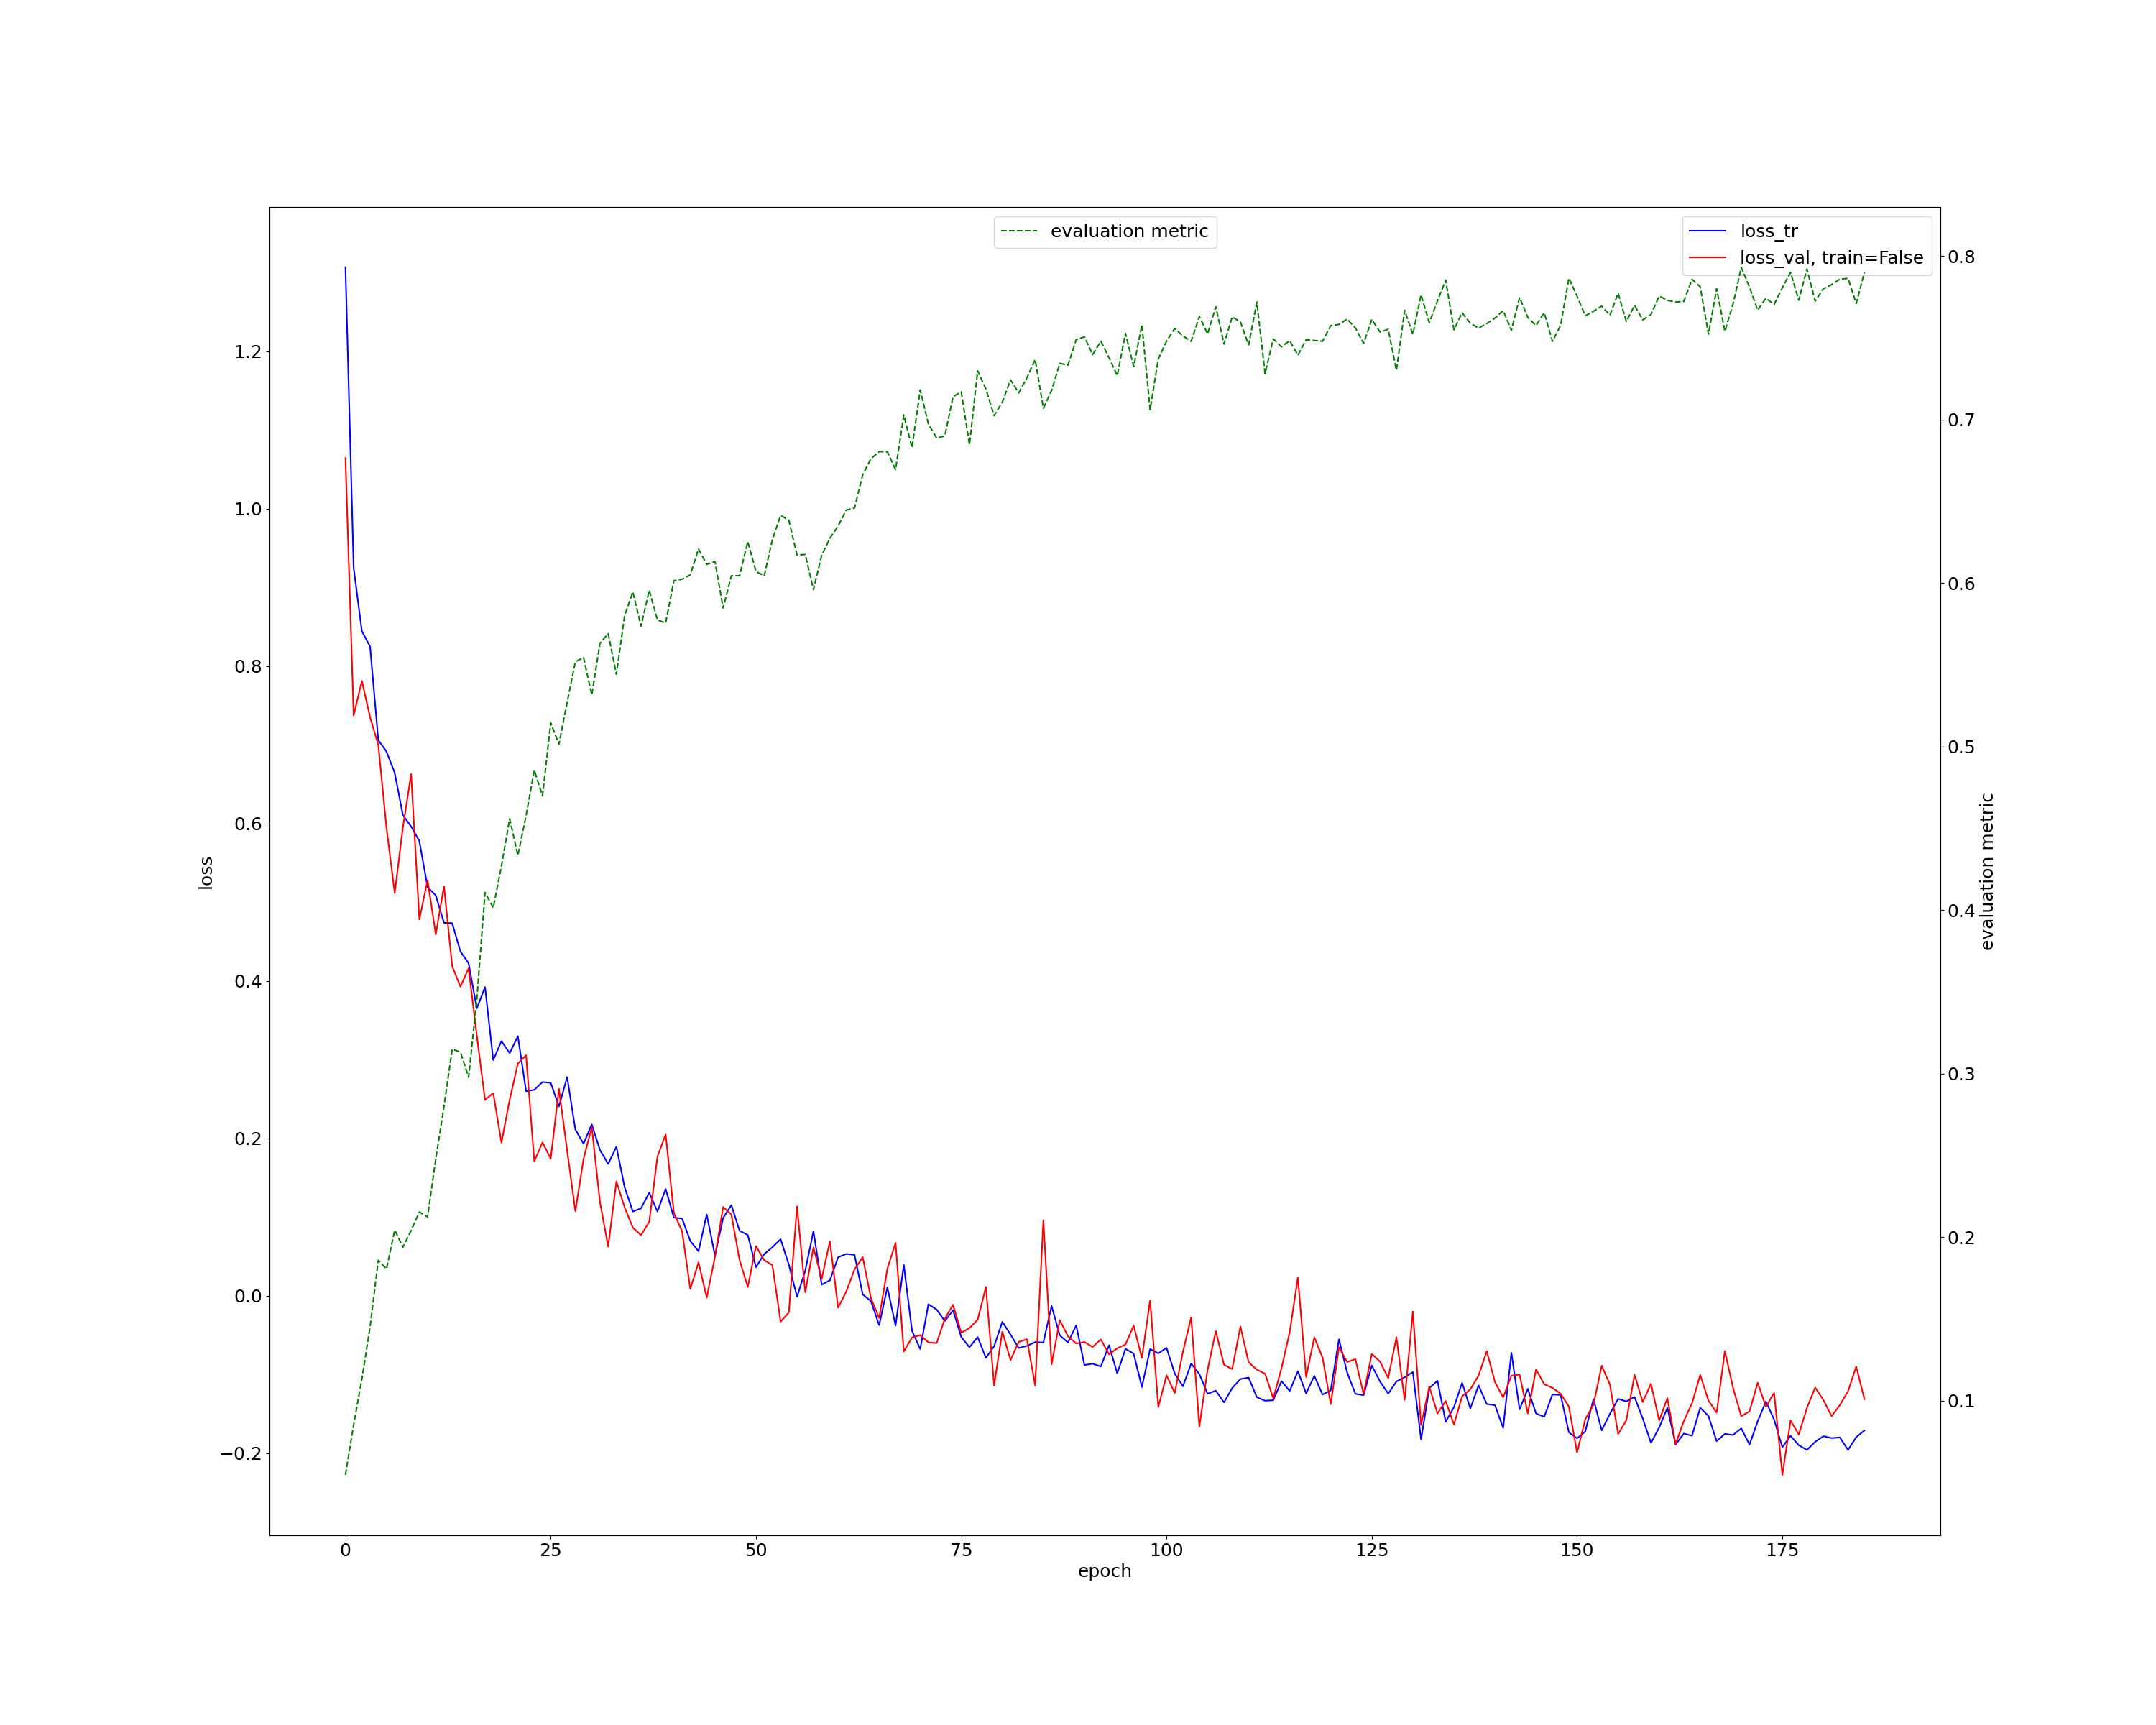 evaluation metric
loss_tr
loss_val, train=False
1.2
1.0
0.8
0.6
0.4
0.2
0.0
−0.2
loss
0.8
0.7
0.6
0.5
0.4
0.3
0.2
0.1
evaluation metric
0 25 50 75 100 125 150 175
epoch